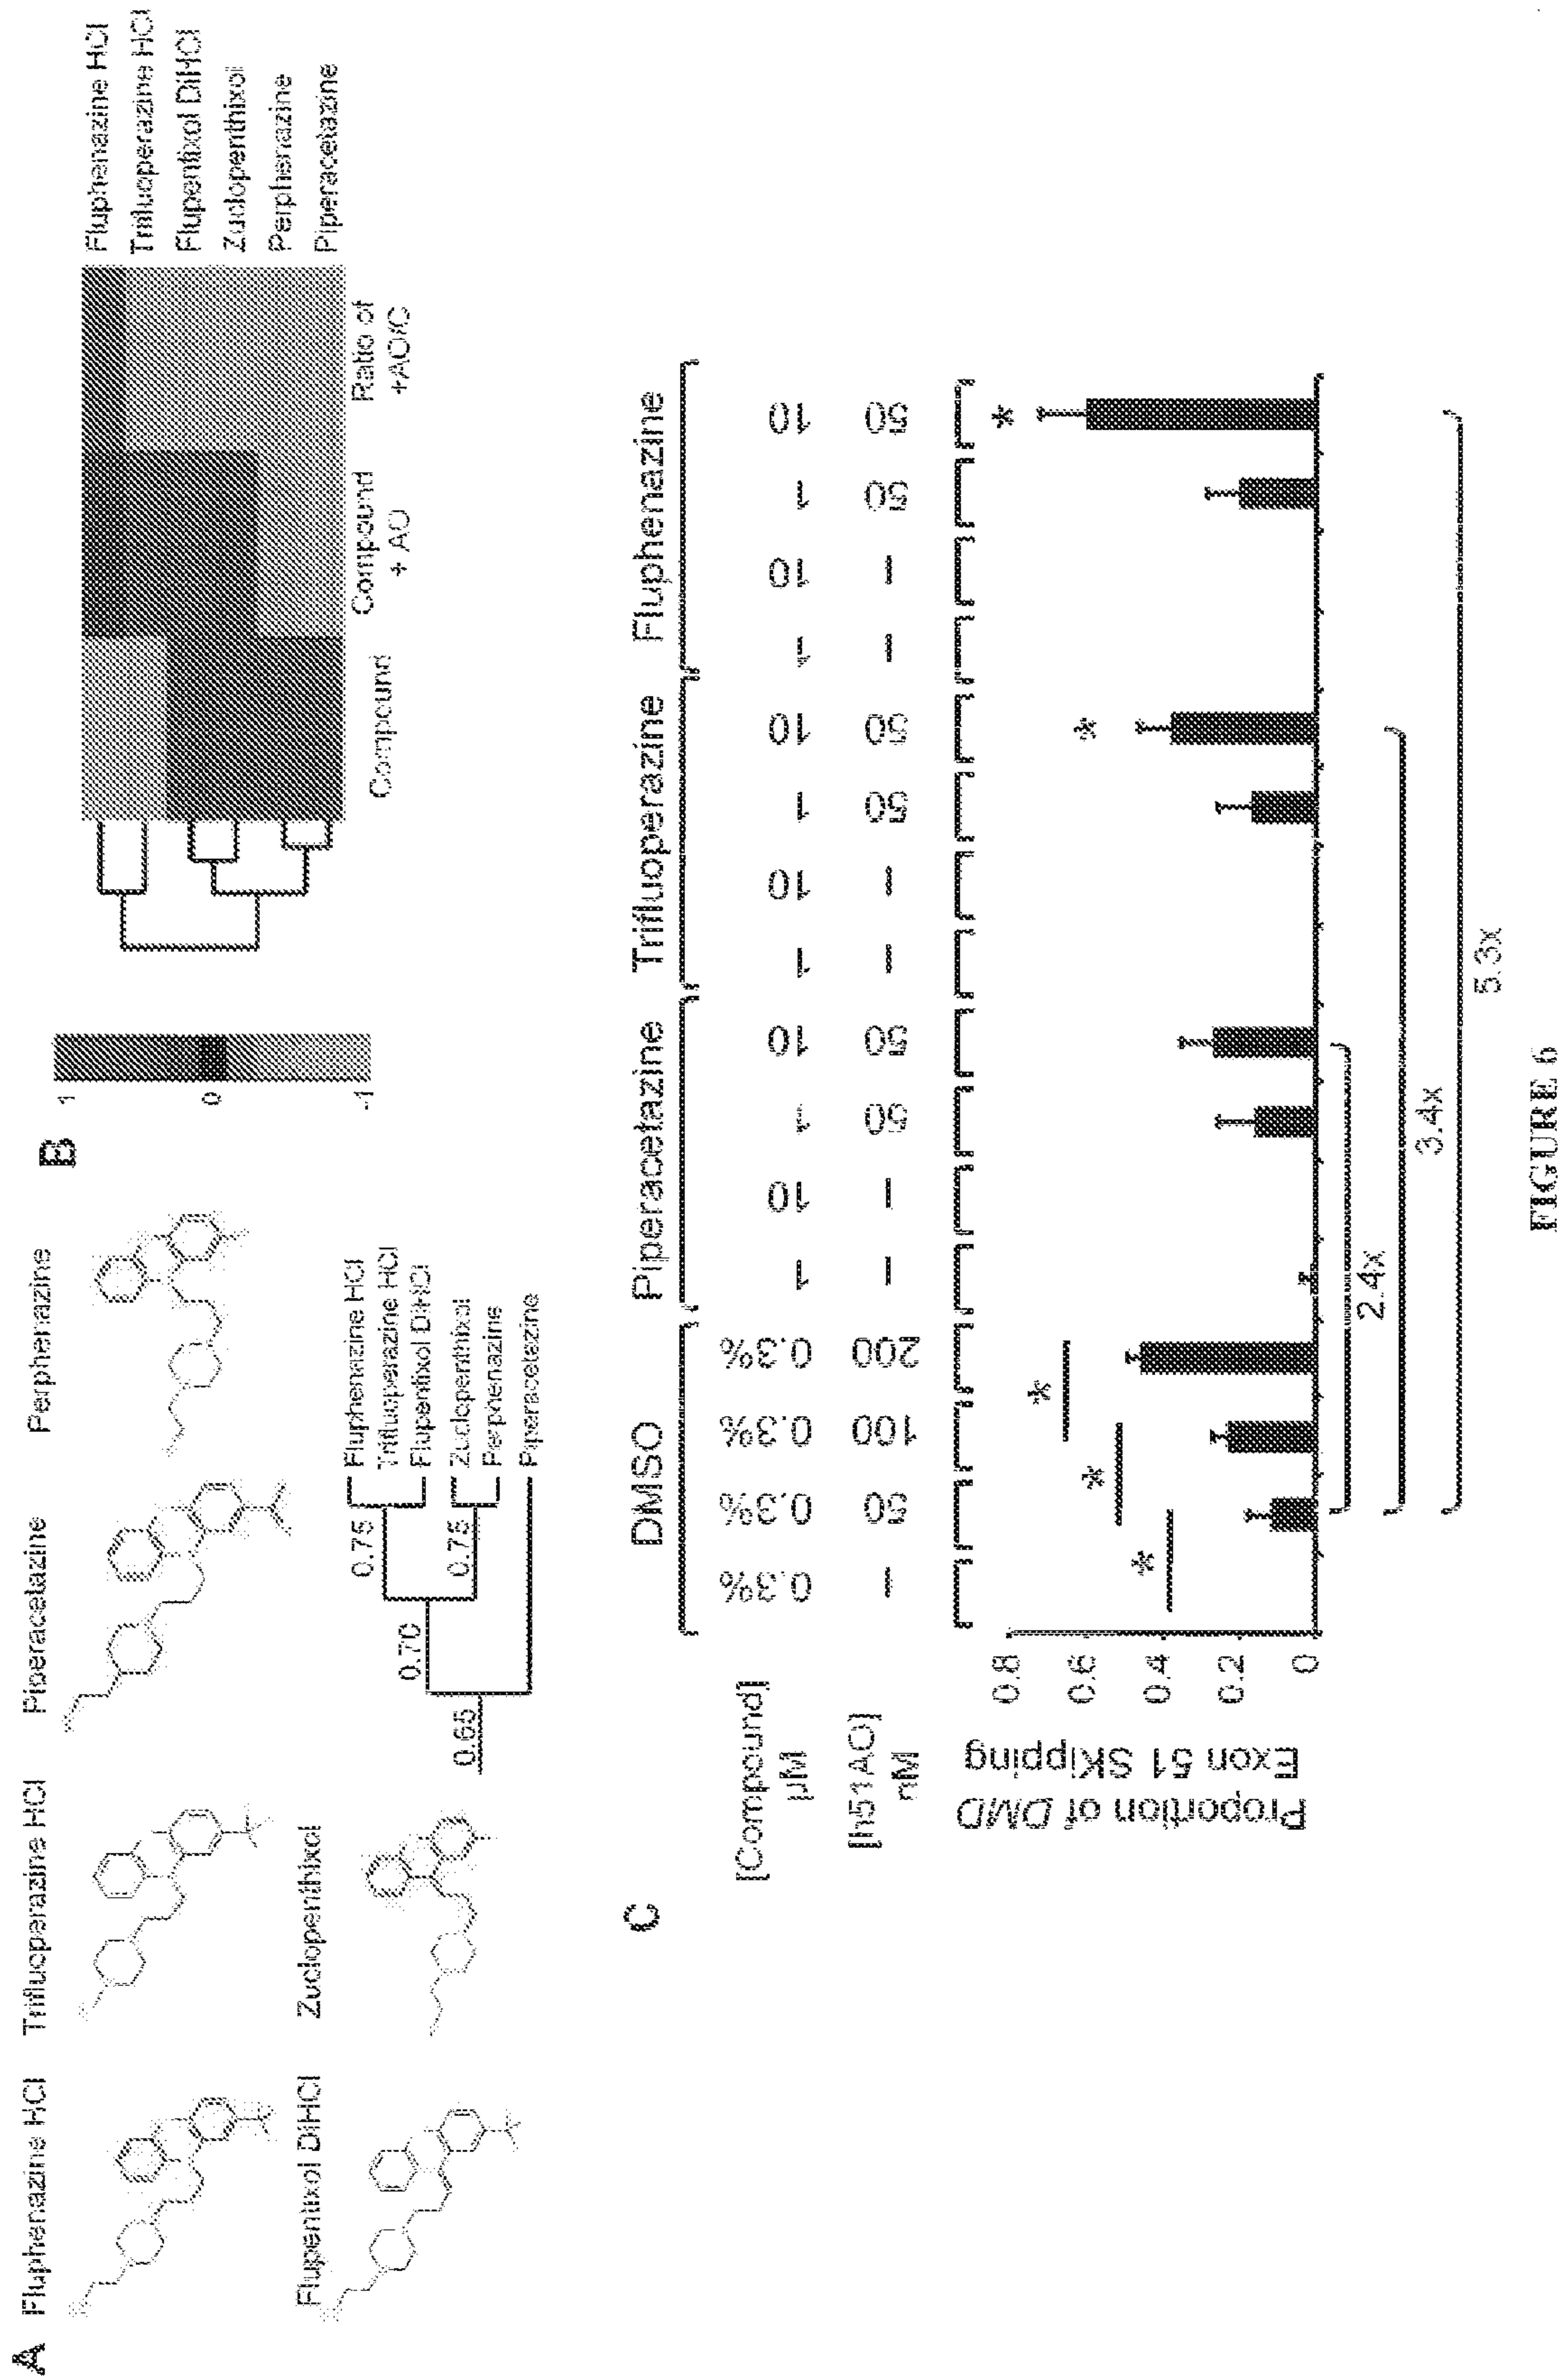 A
Fluphenazine HCl
Trifluoperazine HCl
Piperacetazine
Perphenazine
Flupentixol DiHCl
Zuclopenthixol
0.65
0.70
0.75
0.75
Fluphenazine HCl
Trifluoperazine HCl
Flupentixol DiHCl
Zuclopenthixol
Perphenazine
Piperacetazine
B
1
0
-1
Compound
Compound
+ AO
Ratio of
+AO/C
Fluphenazine HCl
Trifluoperazine HCl
Flupentixol DiHCl
Zuclopenthixol
Perphenazine
Piperacetazine
C
DMSO Piperacetazine Trifluoperazine Fluphenazine
[Compound]
µM
0.3% 0.3% 0.3% 0.3% 1 10 1 10 1 10 1 10 1 10 1 10
[h51AO]
nM
– 50 100 200 – – 50 50 – – 50 50 – – 50 50
Proportion of DMD
Exon 51 SKipping
0.8
0.6
0.4
0.2
0
* * * * *
2.4x
3.4x
5.3x
FIGURE 6